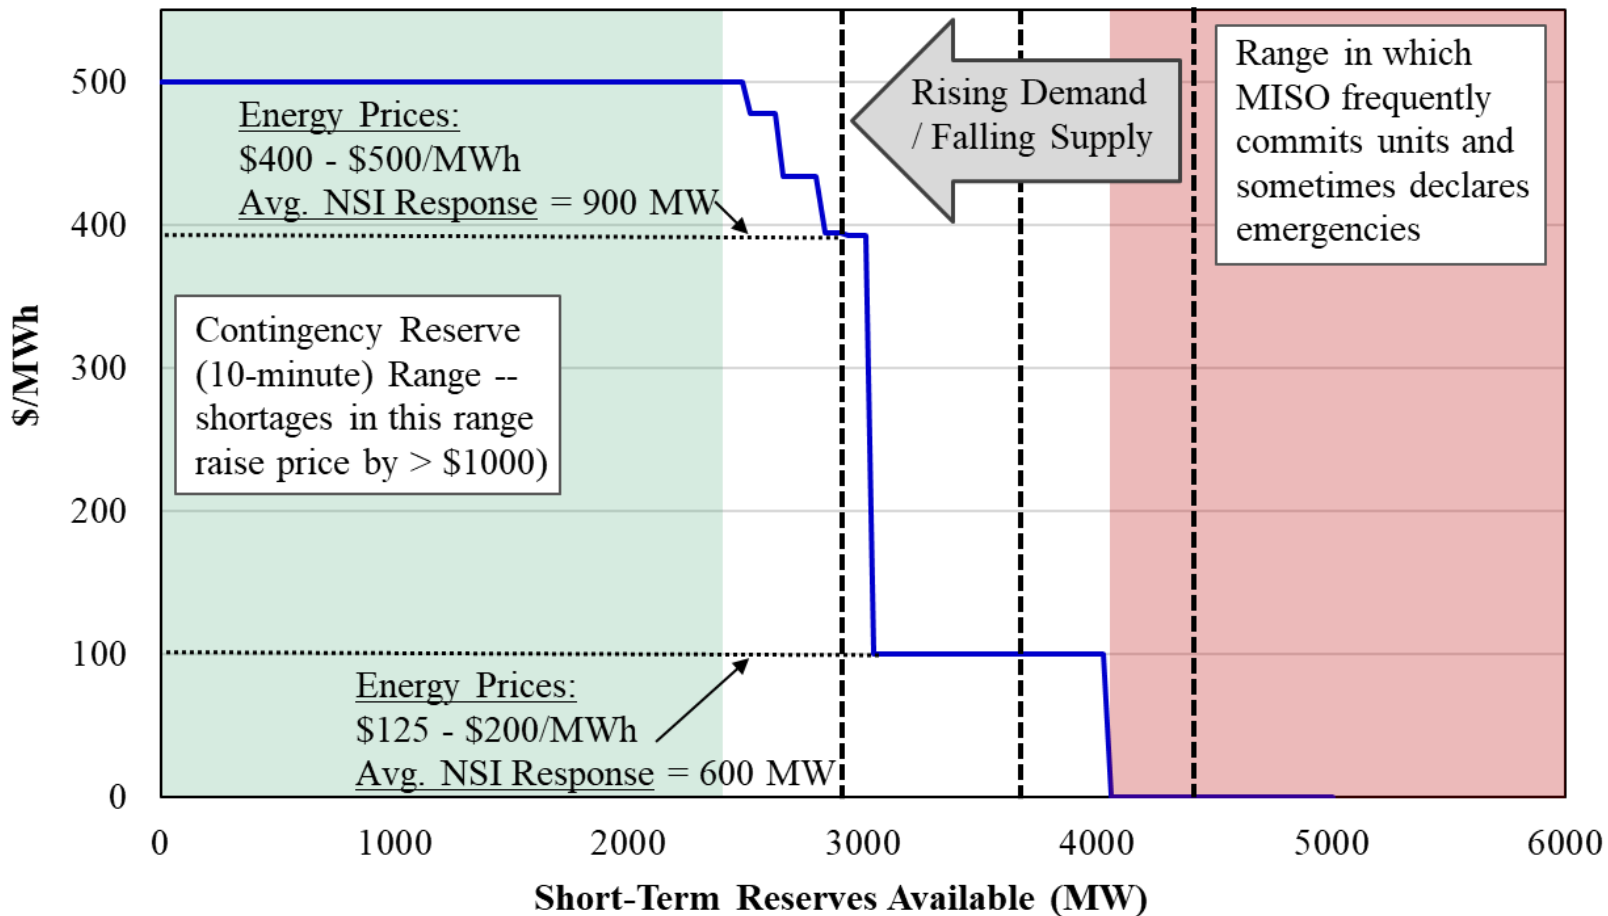 500
400
300
200
100
0
$/MWh
Energy Prices:
$400 - $500/MWh
Avg. NSI Response = 900 MW
Rising Demand
/ Falling Supply
Range in which
MISO frequently
commits units and
sometimes declares
emergencies
Contingency Reserve
(10-minute) Range --
shortages in this range
raise price by > $1000)
Energy Prices:
$125 - $200/MWh
Avg. NSI Response = 600 MW
0 1000 2000 3000 4000 5000 6000
Short-Term Reserves Available (MW)